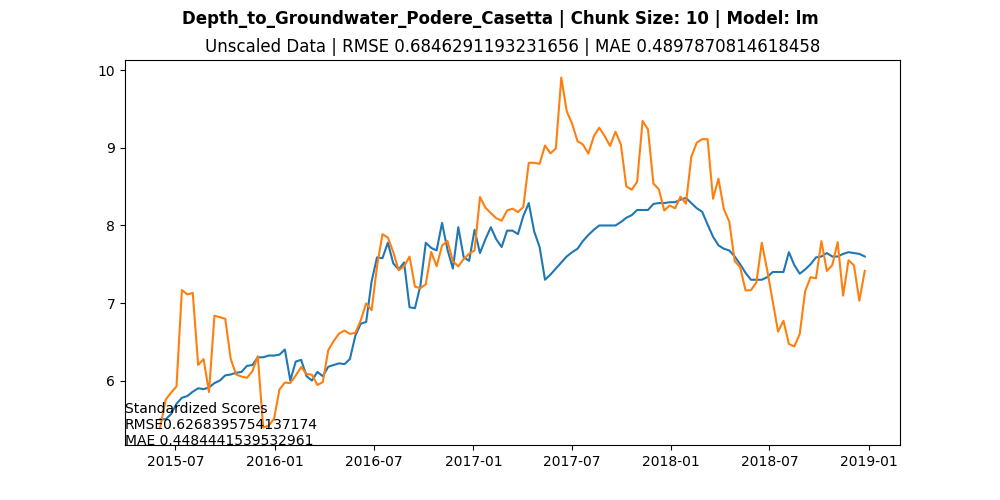 Depth_to_Groundwater_Podere_Casetta | Chunk Size: 10 | Model: lm
Unscaled Data | RMSE 0.6846291193231656 | MAE 0.4897870814618458
10
9
8
7
6
Standardized Scores
RMSE0.6268395754137174
MAE 0.4484441539532961
2015-07 2016-01 2016-07 2017-01 2017-07 2018-01 2018-07 2019-01